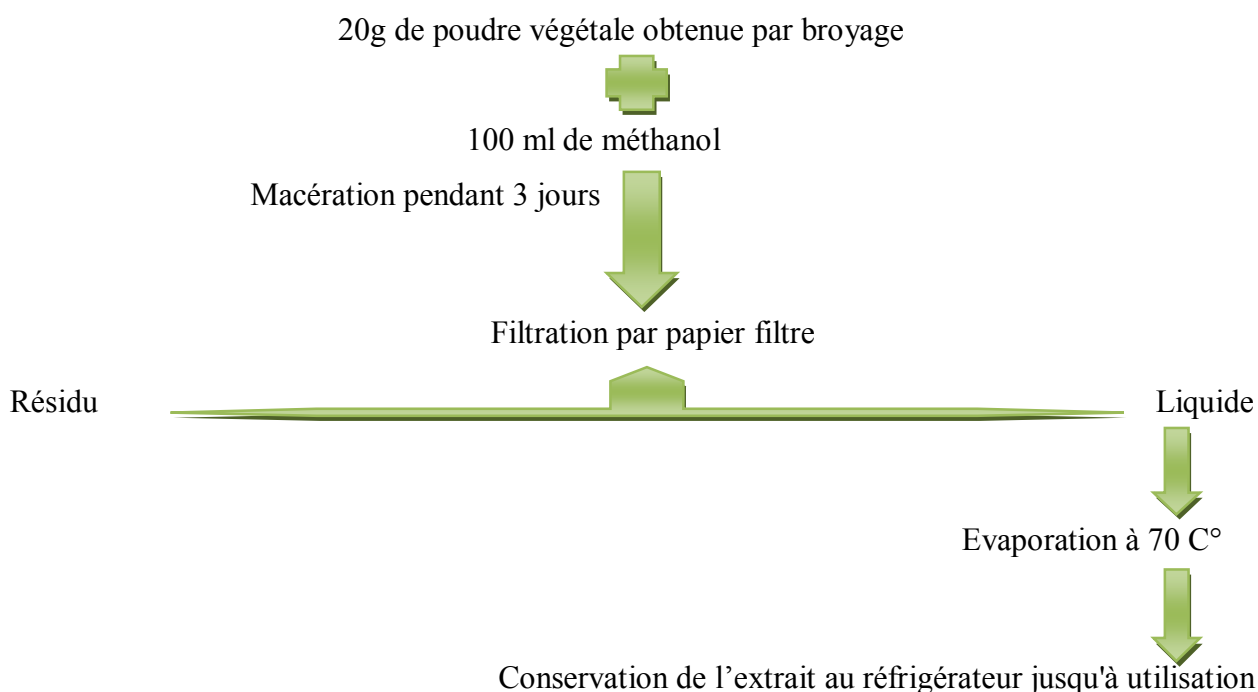 20g de poudre végétale obtenue par broyage
100 ml de méthanol
Macération pendant 3 jours
Filtration par papier filtre
Résidu
Liquide
Evaporation à 70 C°
Conservation de l’extrait au réfrigérateur jusqu'à utilisation